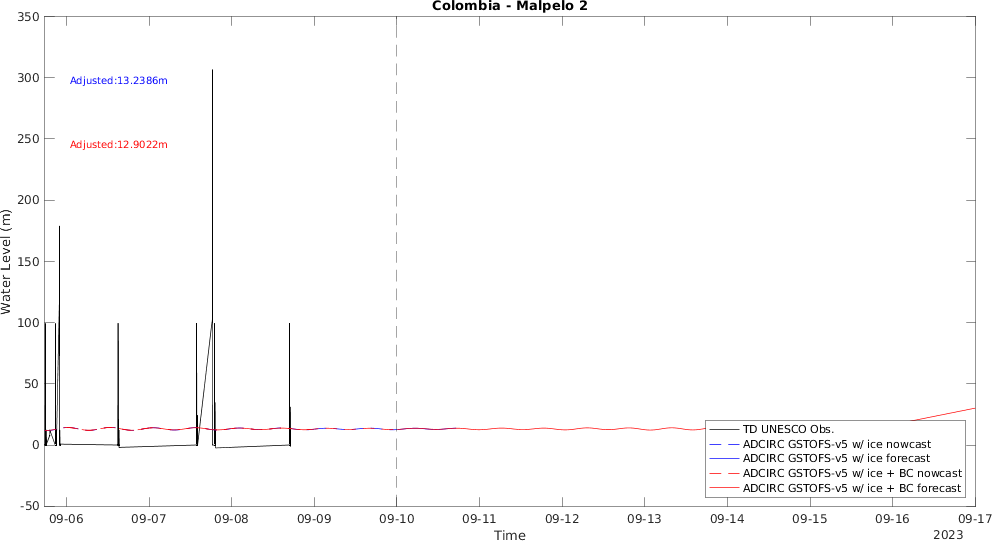 Colombia - Malpelo 2
Water Level (m)
350
300
250
200
150
100
50
0
-50
Adjusted:13.2386m
Adjusted:12.9022m
TD UNESCO Obs.
ADCIRC GSTOFS-v5 w/ ice nowcast
ADCIRC GSTOFS-v5 w/ ice forecast
ADCIRC GSTOFS-v5 w/ ice + BC nowcast
ADCIRC GSTOFS-v5 w/ ice + BC forecast
09-06 09-07 09-08 09-09 09-10 09-11 09-12 09-13 09-14 09-15 09-16 09-17
Time
2023